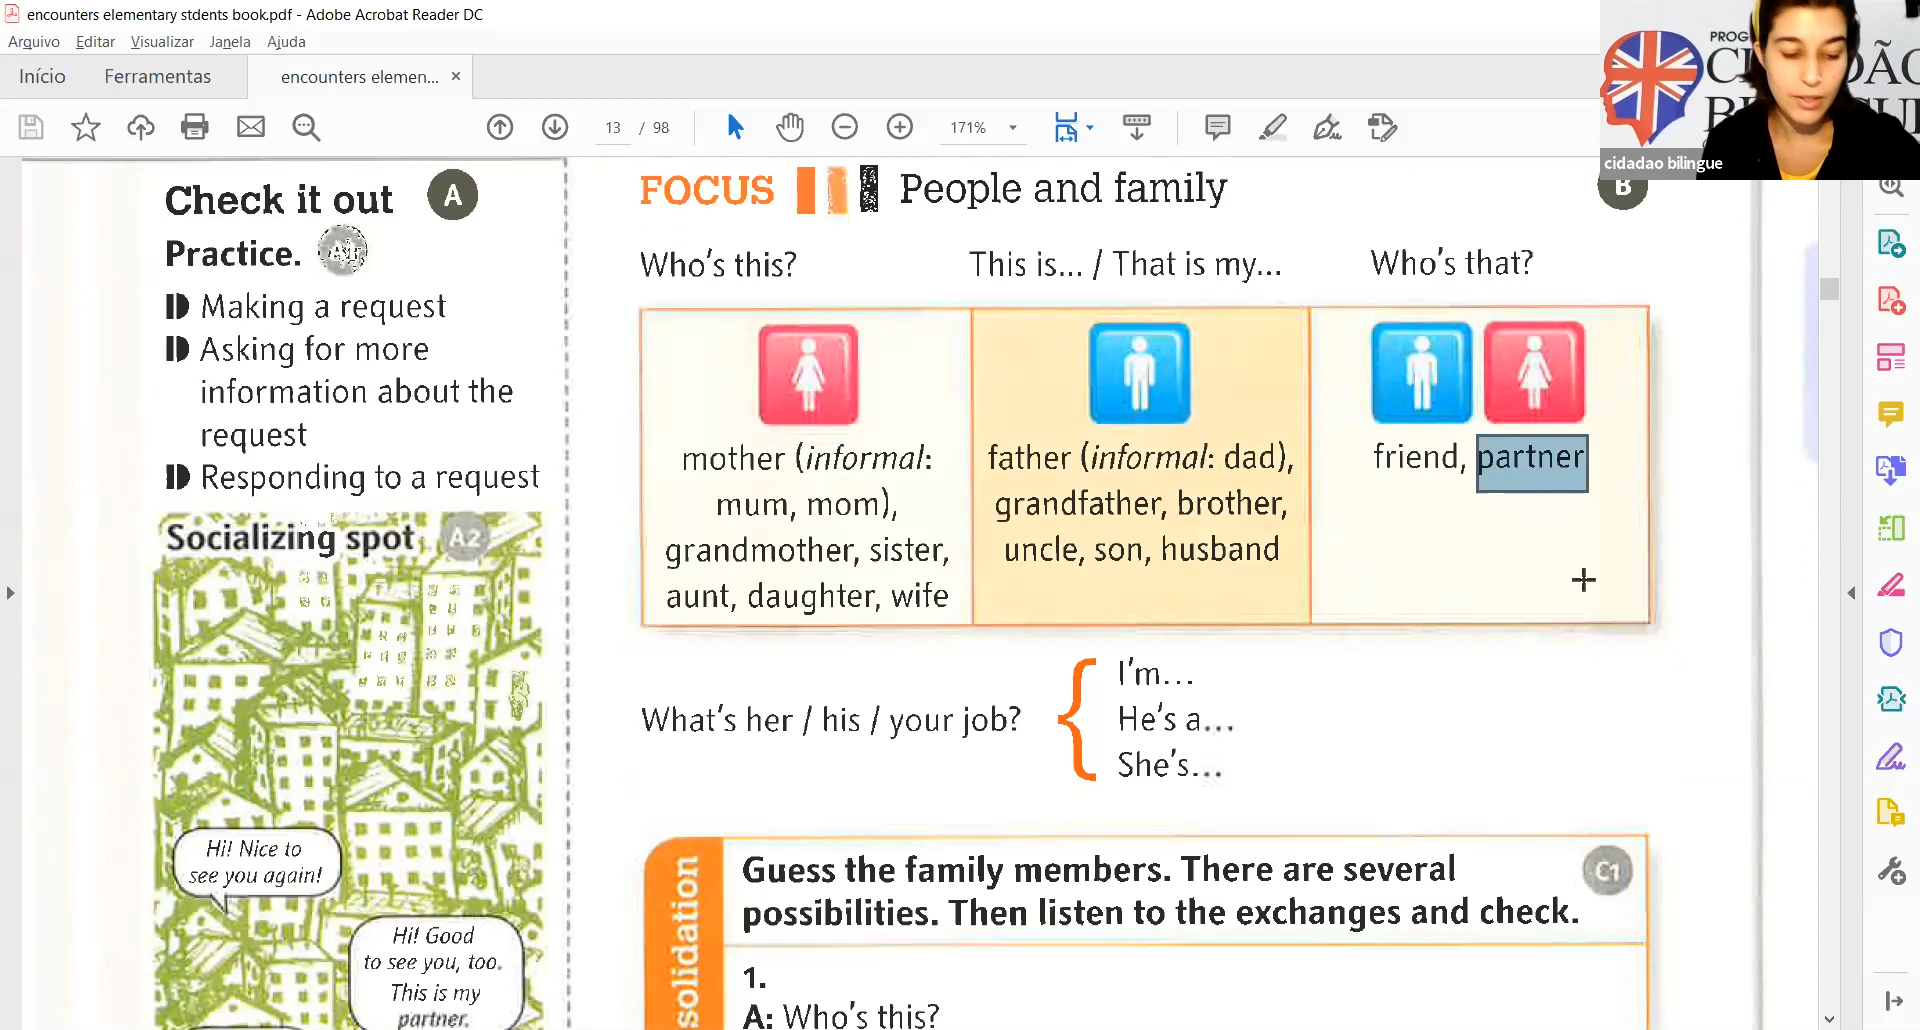 encounters elementary stdents book.pdf - Adobe Acrobat Reader DC
Arquivo Editar Visualizar Janela Ajuda
Início Ferramentas encounters elemen... ×
13 / 98 171%
PROG
cidadao bilingue
Check it out A
Practice. A1
Making a request
Asking for more
information about the
request
Responding to a request
Socializing spot A2
Hi! Nice to
see you again!
Hi! Good
to see you, too.
This is my
partner.
FOCUS People and family B
Who's this? This is... / That is my... Who's that?
mother (informal:
mum, mom),
grandmother, sister,
aunt, daughter, wife
father (informal: dad),
grandfather, brother,
uncle, son, husband
friend, partner
What's her / his / your job?
I'm...
He's a...
She's...
solidation
Guess the family members. There are several
possibilities. Then listen to the exchanges and check.
C1
1.
A: Who's this?